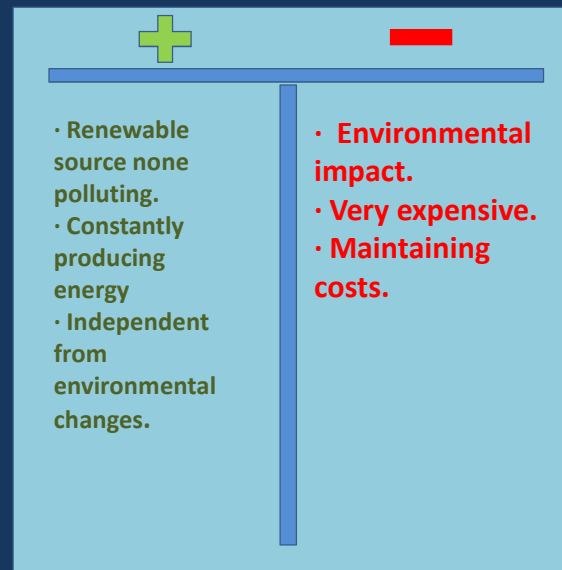 · Renewable
source none
polluting.
· Constantly
producing
energy
· Independent
from
environmental
changes.
· Environmental
impact.
· Very expensive.
· Maintaining
costs.